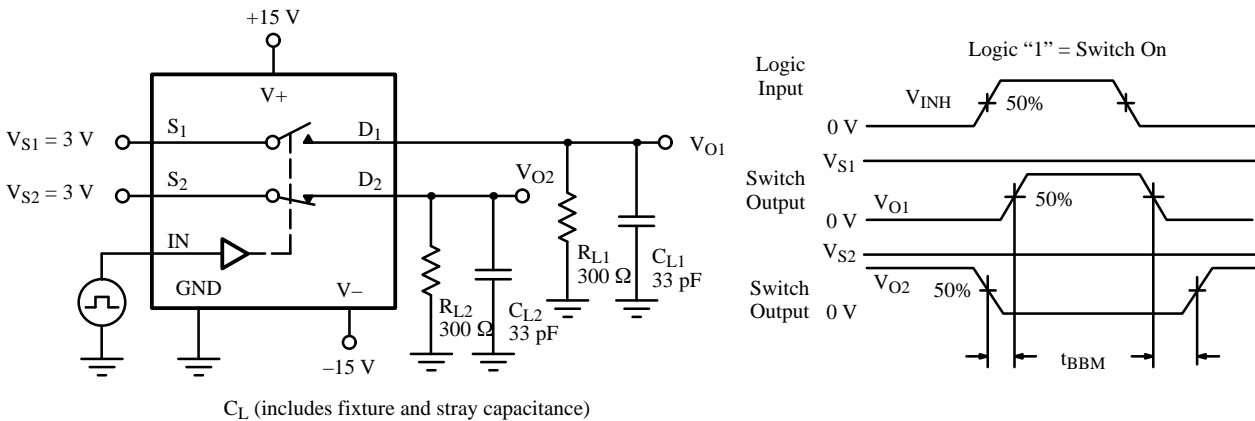 +15 V
V+
VS1 = 3 V
S1
D1
VO1
VS2 = 3 V
S2
D2
VO2
IN
GND
V–
RL2
300 Ω
CL2
33 pF
RL1
300 Ω
CL1
33 pF
–15 V
CL (includes fixture and stray capacitance)
Logic “1” = Switch On
Logic
Input
VINH
50%
0 V
VS1
Switch
Output
VO1
50%
0 V
VS2
VO2
Switch
Output
50%
0 V
tBBM